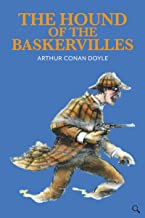 THE HOUND
OF THE
BASKERVILLES
ARTHUR CONAN DOYLE